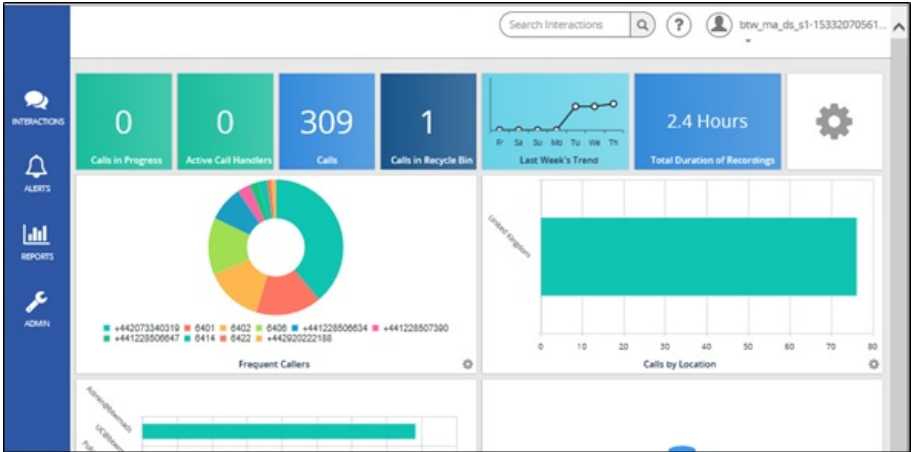 Search Interactions
?
btw_ma_ds_s1-15332070561...
INTERACTIONS
ALERTS
REPORTS
ADMIN
0
Calls in Progress
0
Active Call Handlers
309
Calls
1
Calls in Recycle Bin
Fr Sa Su Mo Tu We Th
Last Week's Trend
2.4 Hours
Total Duration of Recordings
+442073340319 6401 6402 6406 +441228506634 +441228507390
+441228506647 6414 6422 +442920222188
Frequent Callers
United Kingdom
0 10 20 30 40 50 60 70 80
Calls by Location
Admin@btwmads